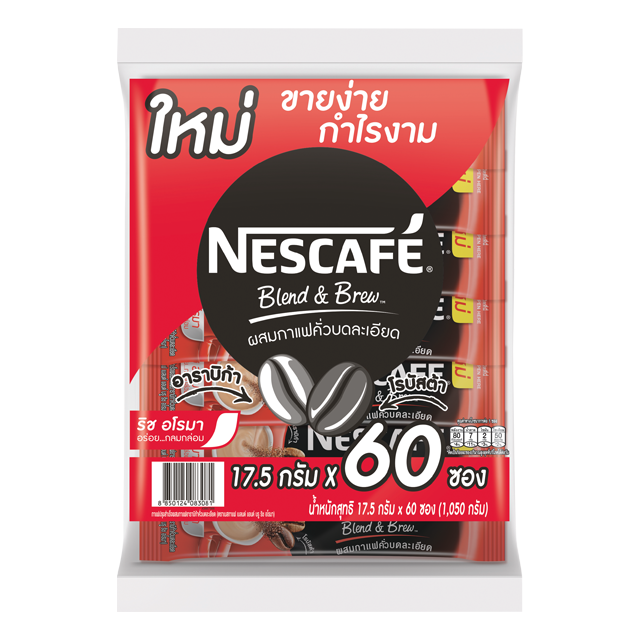 ใหม่
ขายง่าย
กำไรงาม
NESCAFÉ®
Blend & Brew™
ผสมกาแฟคั่วบดละเอียด
อาราบิก้า
โรบัสต้า
ริช อโรมา
อร่อย...กลมกล่อม
17.5 กรัม x 60 ซอง
น้ำหนักสุทธิ 17.5 กรัม x 60 ซอง (1,050 กรัม)
8 850124 083081
Blend & Brew™
ผสมกาแฟคั่วบดละเอียด